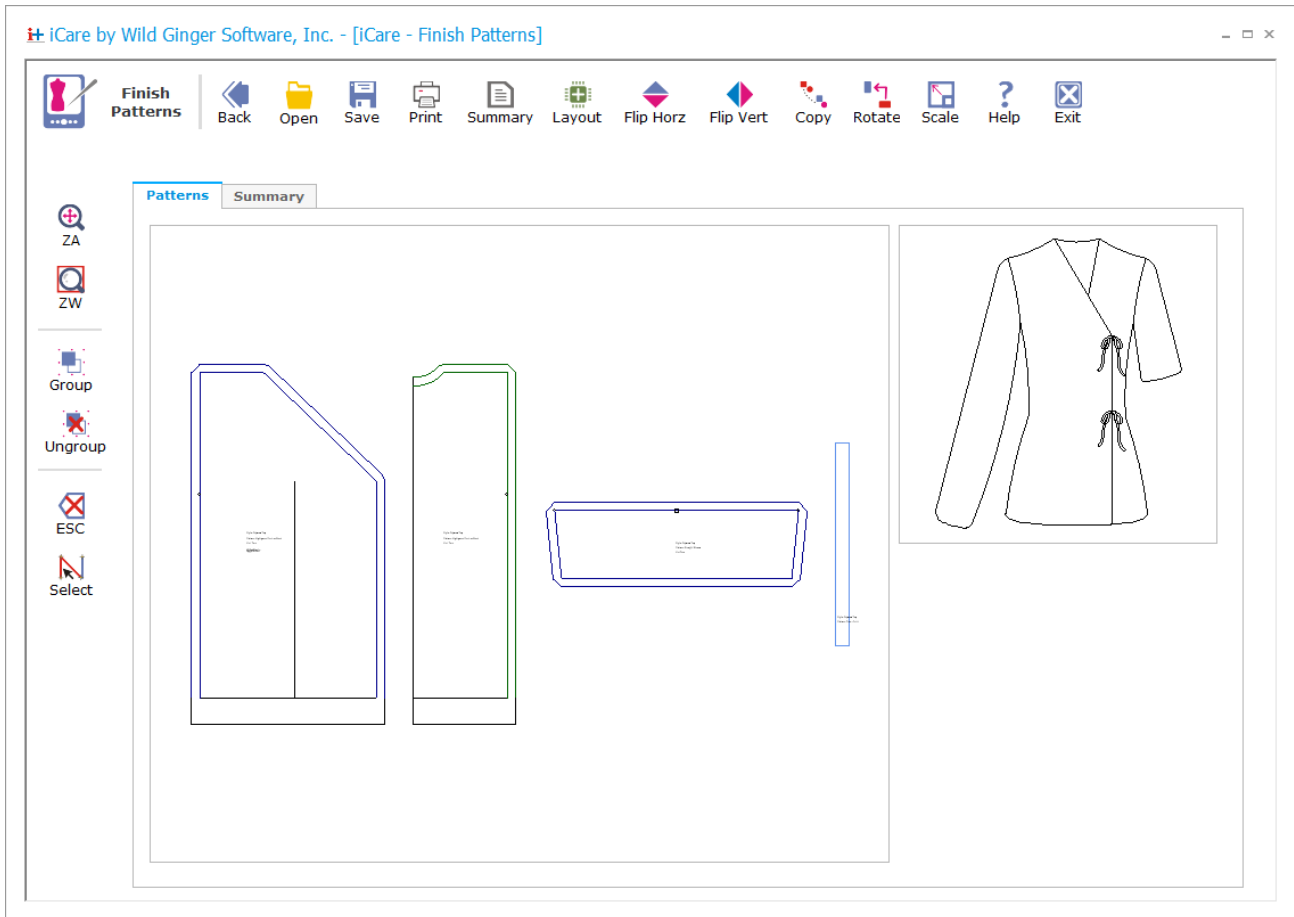 iCare by Wild Ginger Software, Inc. - [iCare - Finish Patterns]
Finish
Patterns
Back
Open
Save
Print
Summary
Layout
Flip Horz
Flip Vert
Copy
Rotate
Scale
Help
Exit
Patterns
Summary
ZA
ZW
Group
Ungroup
ESC
Select